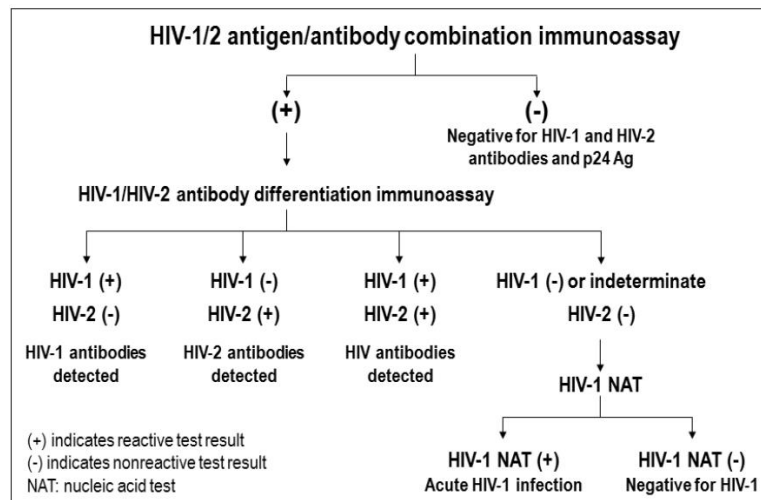 HIV-1/2 antigen/antibody combination immunoassay
(+)
(-)
Negative for HIV-1 and HIV-2
antibodies and p24 Ag
HIV-1/HIV-2 antibody differentiation immunoassay
HIV-1 (+)
HIV-2 (-)
HIV-1 antibodies
detected
HIV-1 (-)
HIV-2 (+)
HIV-2 antibodies
detected
HIV-1 (+)
HIV-2 (+)
HIV antibodies
detected
HIV-1 (-) or indeterminate
HIV-2 (-)
HIV-1 NAT
HIV-1 NAT (+)
Acute HIV-1 infection
HIV-1 NAT (-)
Negative for HIV-1
(+) indicates reactive test result
(-) indicates nonreactive test result
NAT: nucleic acid test